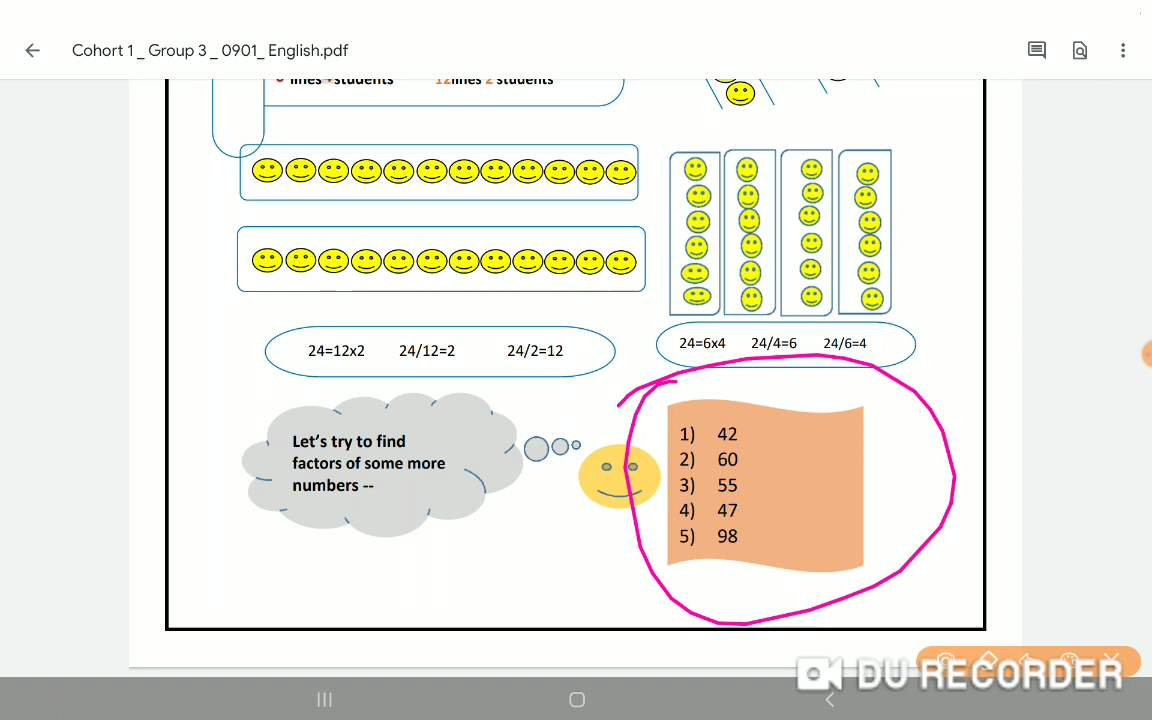 Cohort 1 _ Group 3 _ 0901_ English.pdf
lines students 12lines 2 students
24=12x2 24/12=2 24/2=12
24=6x4 24/4=6 24/6=4
Let's try to find
factors of some more
numbers --
1) 42
2) 60
3) 55
4) 47
5) 98
DU RECORDER